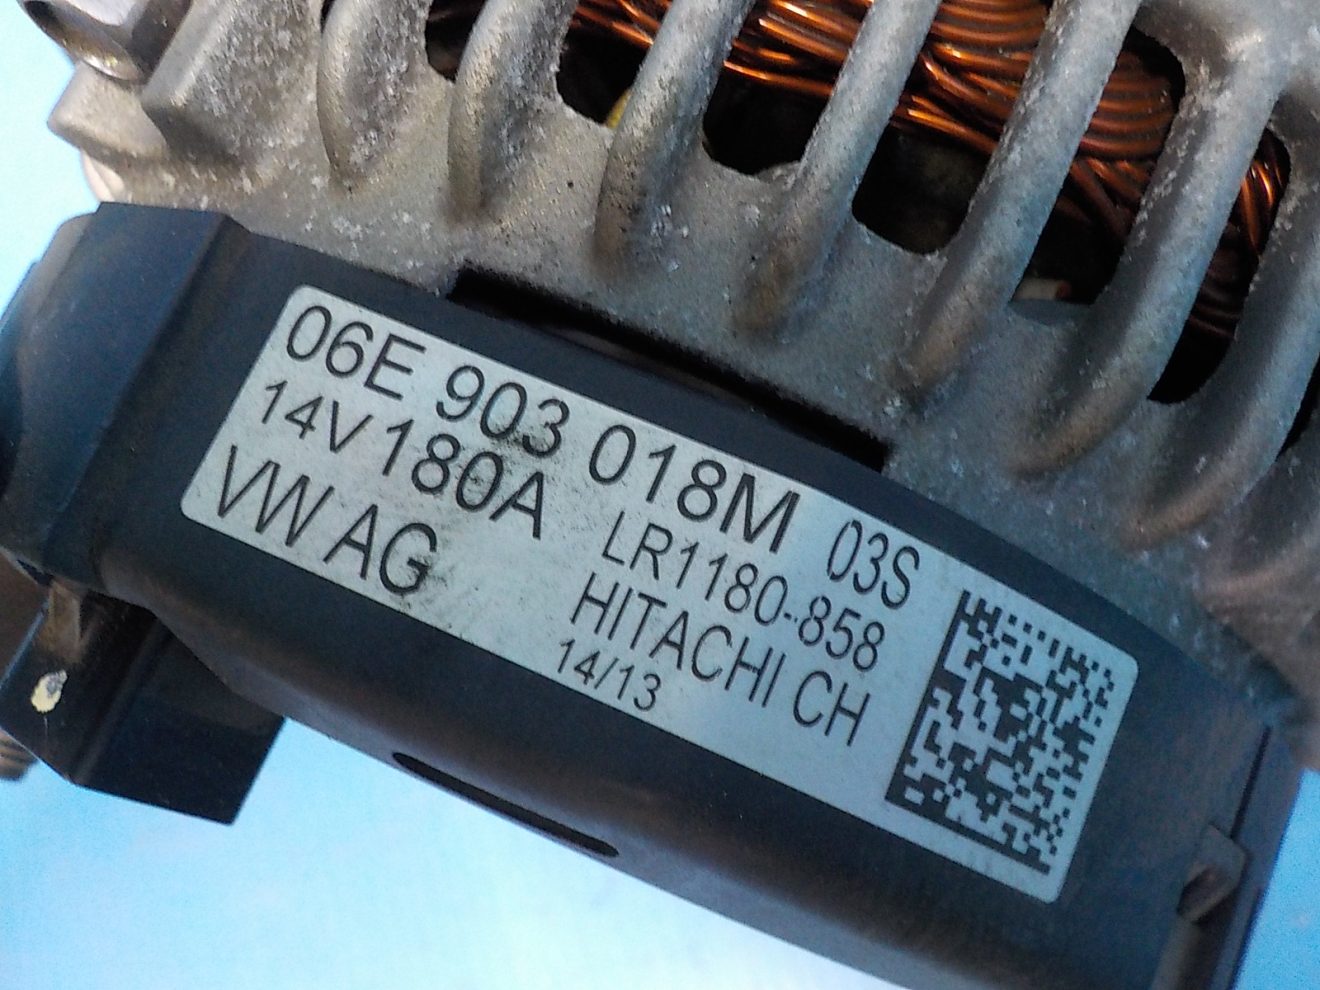 06E 903 018M 03S
14V 180A LR1180-858
VW AG HITACHI CH
14/13